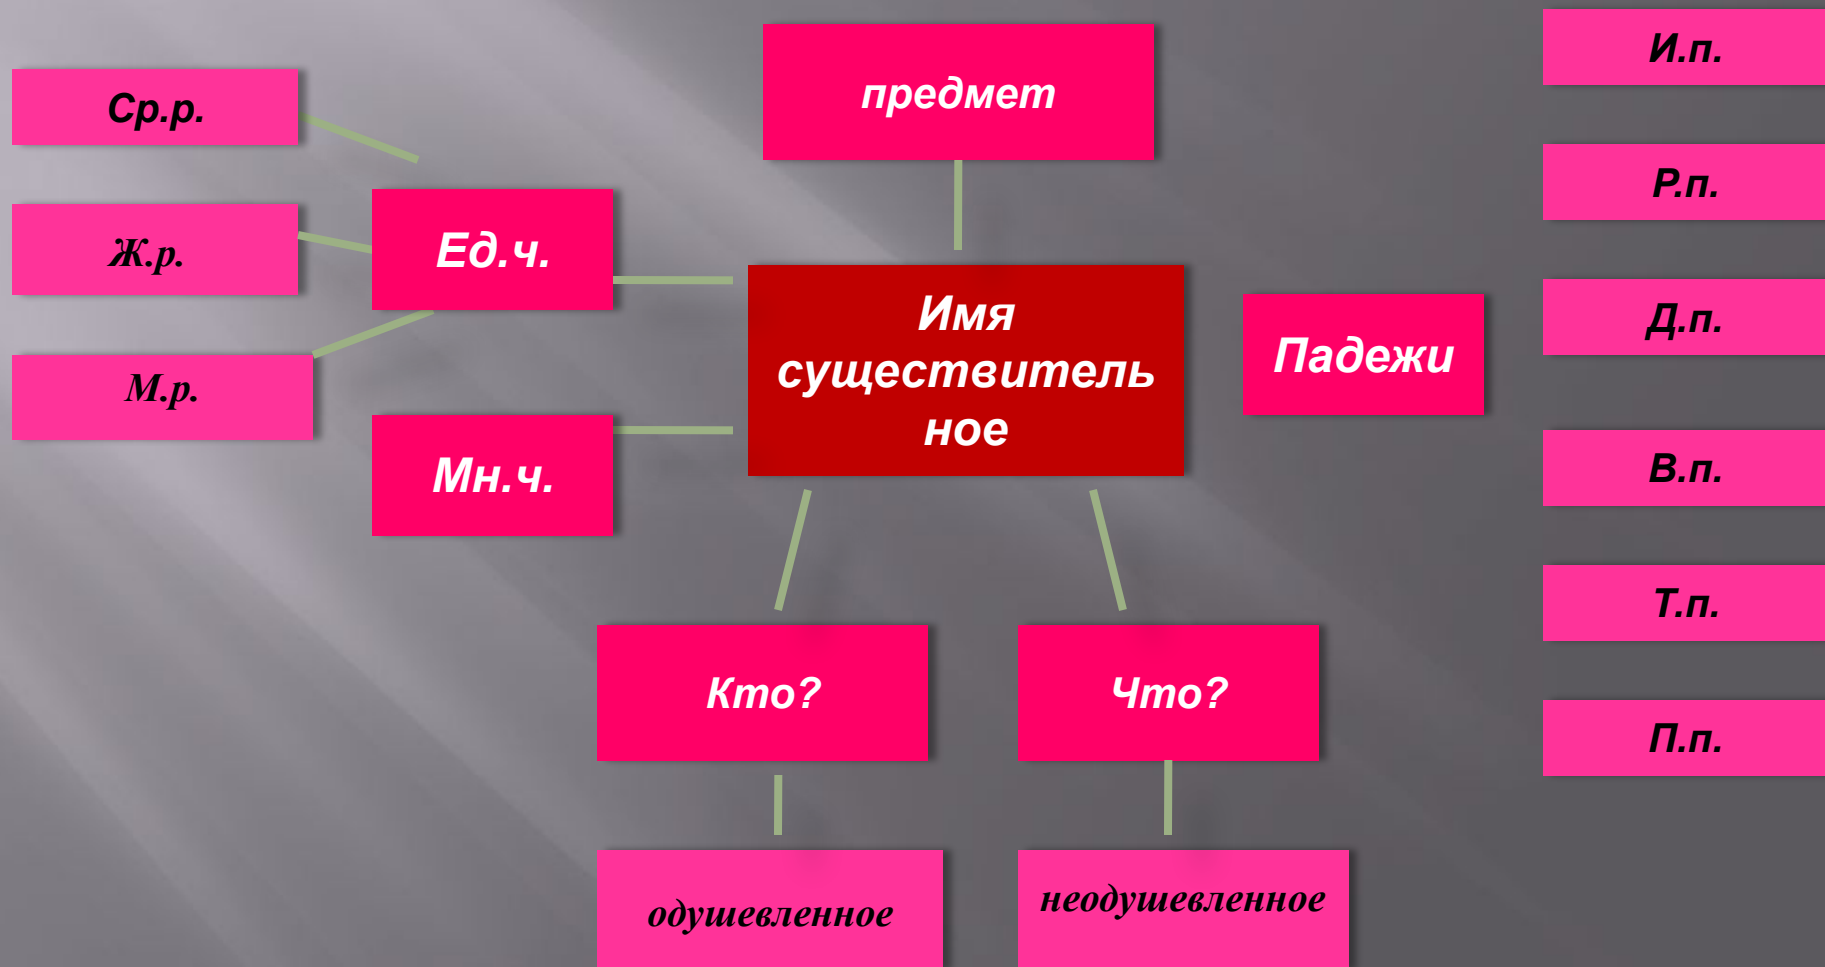 предмет
И.п.
Ср.р.
Р.п.
Ж.р.
Ед.ч.
Имя
существитель
ное
Падежи
Д.п.
М.р.
Мн.ч.
В.п.
Т.п.
Кто?
Что?
П.п.
одушевленное
неодушевленное